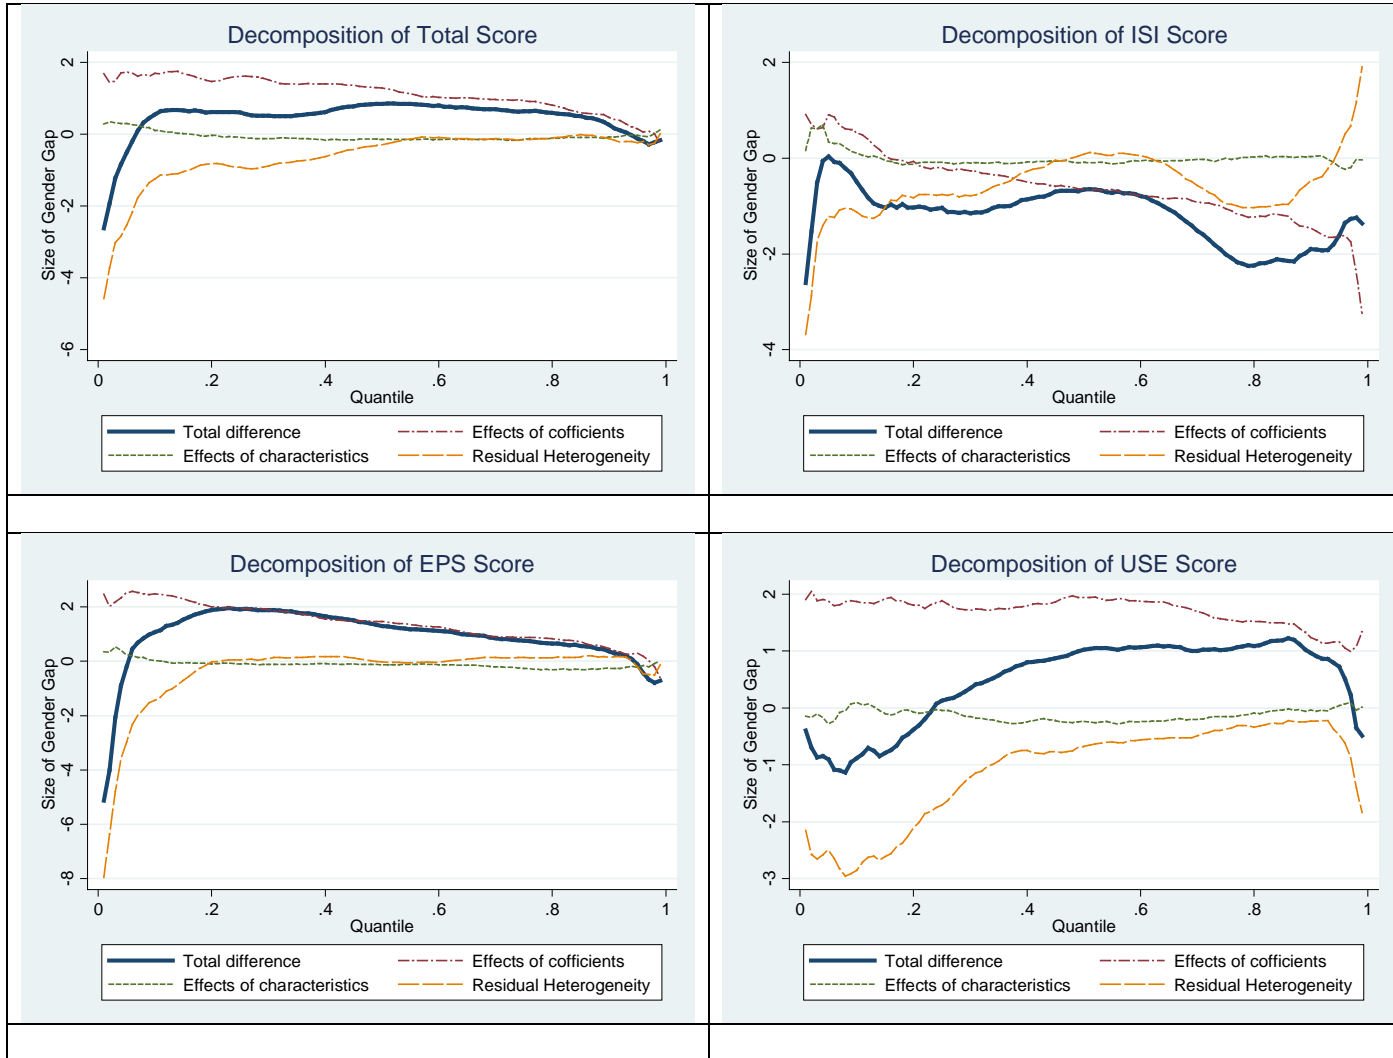 Decomposition of Total Score
Size of Gender Gap
2
0
-2
-4
-6
0 .2 .4 .6 .8 1
Quantile
Total difference Effects of cofficients
Effects of characteristics Residual Heterogeneity
Decomposition of ISI Score
Size of Gender Gap
2
0
-2
-4
0 .2 .4 .6 .8 1
Quantile
Total difference Effects of cofficients
Effects of characteristics Residual Heterogeneity
Decomposition of EPS Score
Size of Gender Gap
2
0
-2
-4
-6
-8
0 .2 .4 .6 .8 1
Quantile
Total difference Effects of cofficients
Effects of characteristics Residual Heterogeneity
Decomposition of USE Score
Size of Gender Gap
2
1
0
-1
-2
-3
0 .2 .4 .6 .8 1
Quantile
Total difference Effects of cofficients
Effects of characteristics Residual Heterogeneity